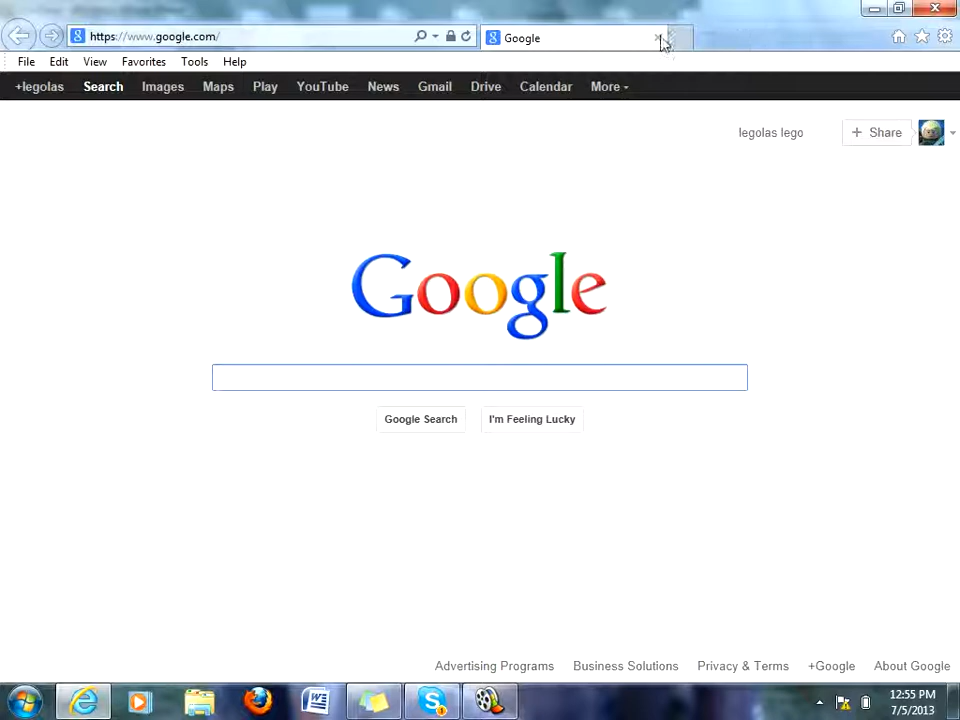 https://www.google.com/
Google
File Edit View Favorites Tools Help
+legolas Search Images Maps Play YouTube News Gmail Drive Calendar More
legolas lego + Share
Google
Google Search I'm Feeling Lucky
Advertising Programs Business Solutions Privacy & Terms +Google About Google
12:55 PM
7/5/2013